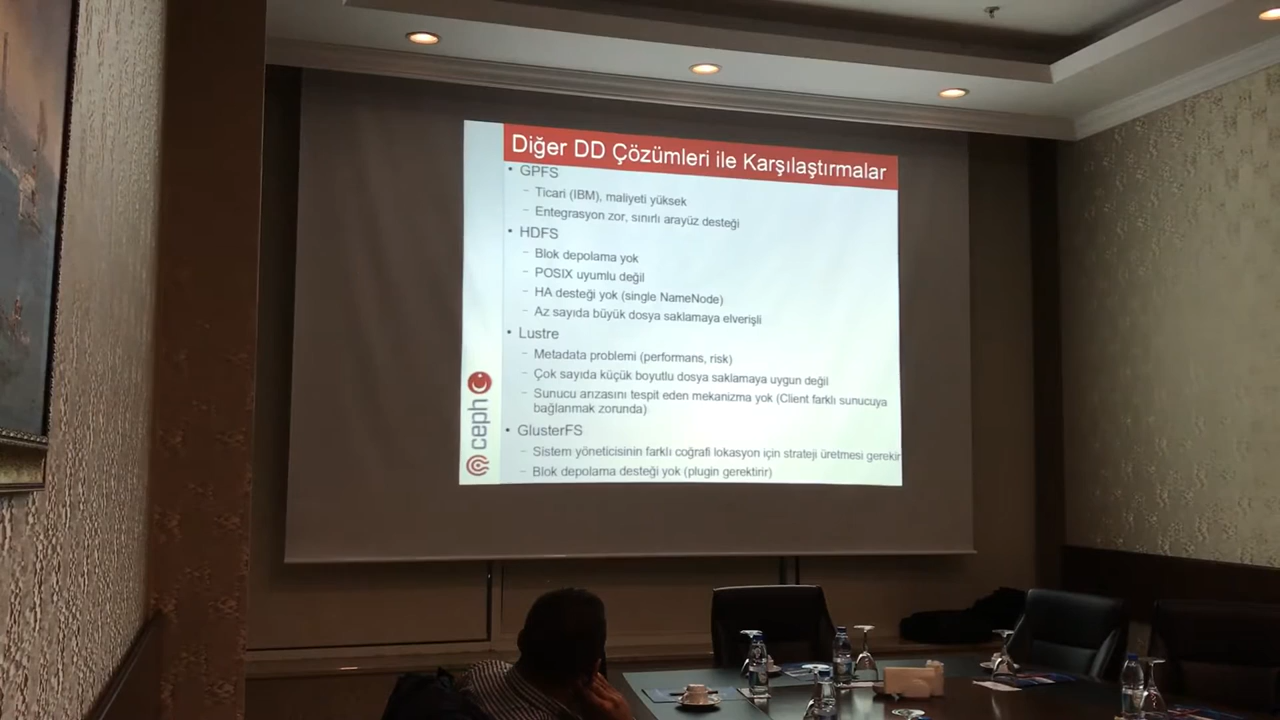 Diğer DD Çözümleri ile Karşılaştırmalar
• GPFS
– Ticari (IBM), maliyeti yüksek
– Entegrasyon zor, sınırlı arayüz desteği
• HDFS
– Blok depolama yok
– POSIX uyumlu değil
– HA desteği yok (single NameNode)
– Az sayıda büyük dosya saklamaya elverişli
• Lustre
– Metadata problemi (performans, risk)
– Çok sayıda küçük boyutlu dosya saklamaya uygun değil
– Sunucu arızasını tespit eden mekanizma yok (Client farklı sunucuya
bağlanmak zorunda)
• GlusterFS
– Sistem yöneticisinin farklı coğrafi lokasyon için strateji üretmesi gerekir
– Blok depolama desteği yok (plugin gerektirir)
ceph